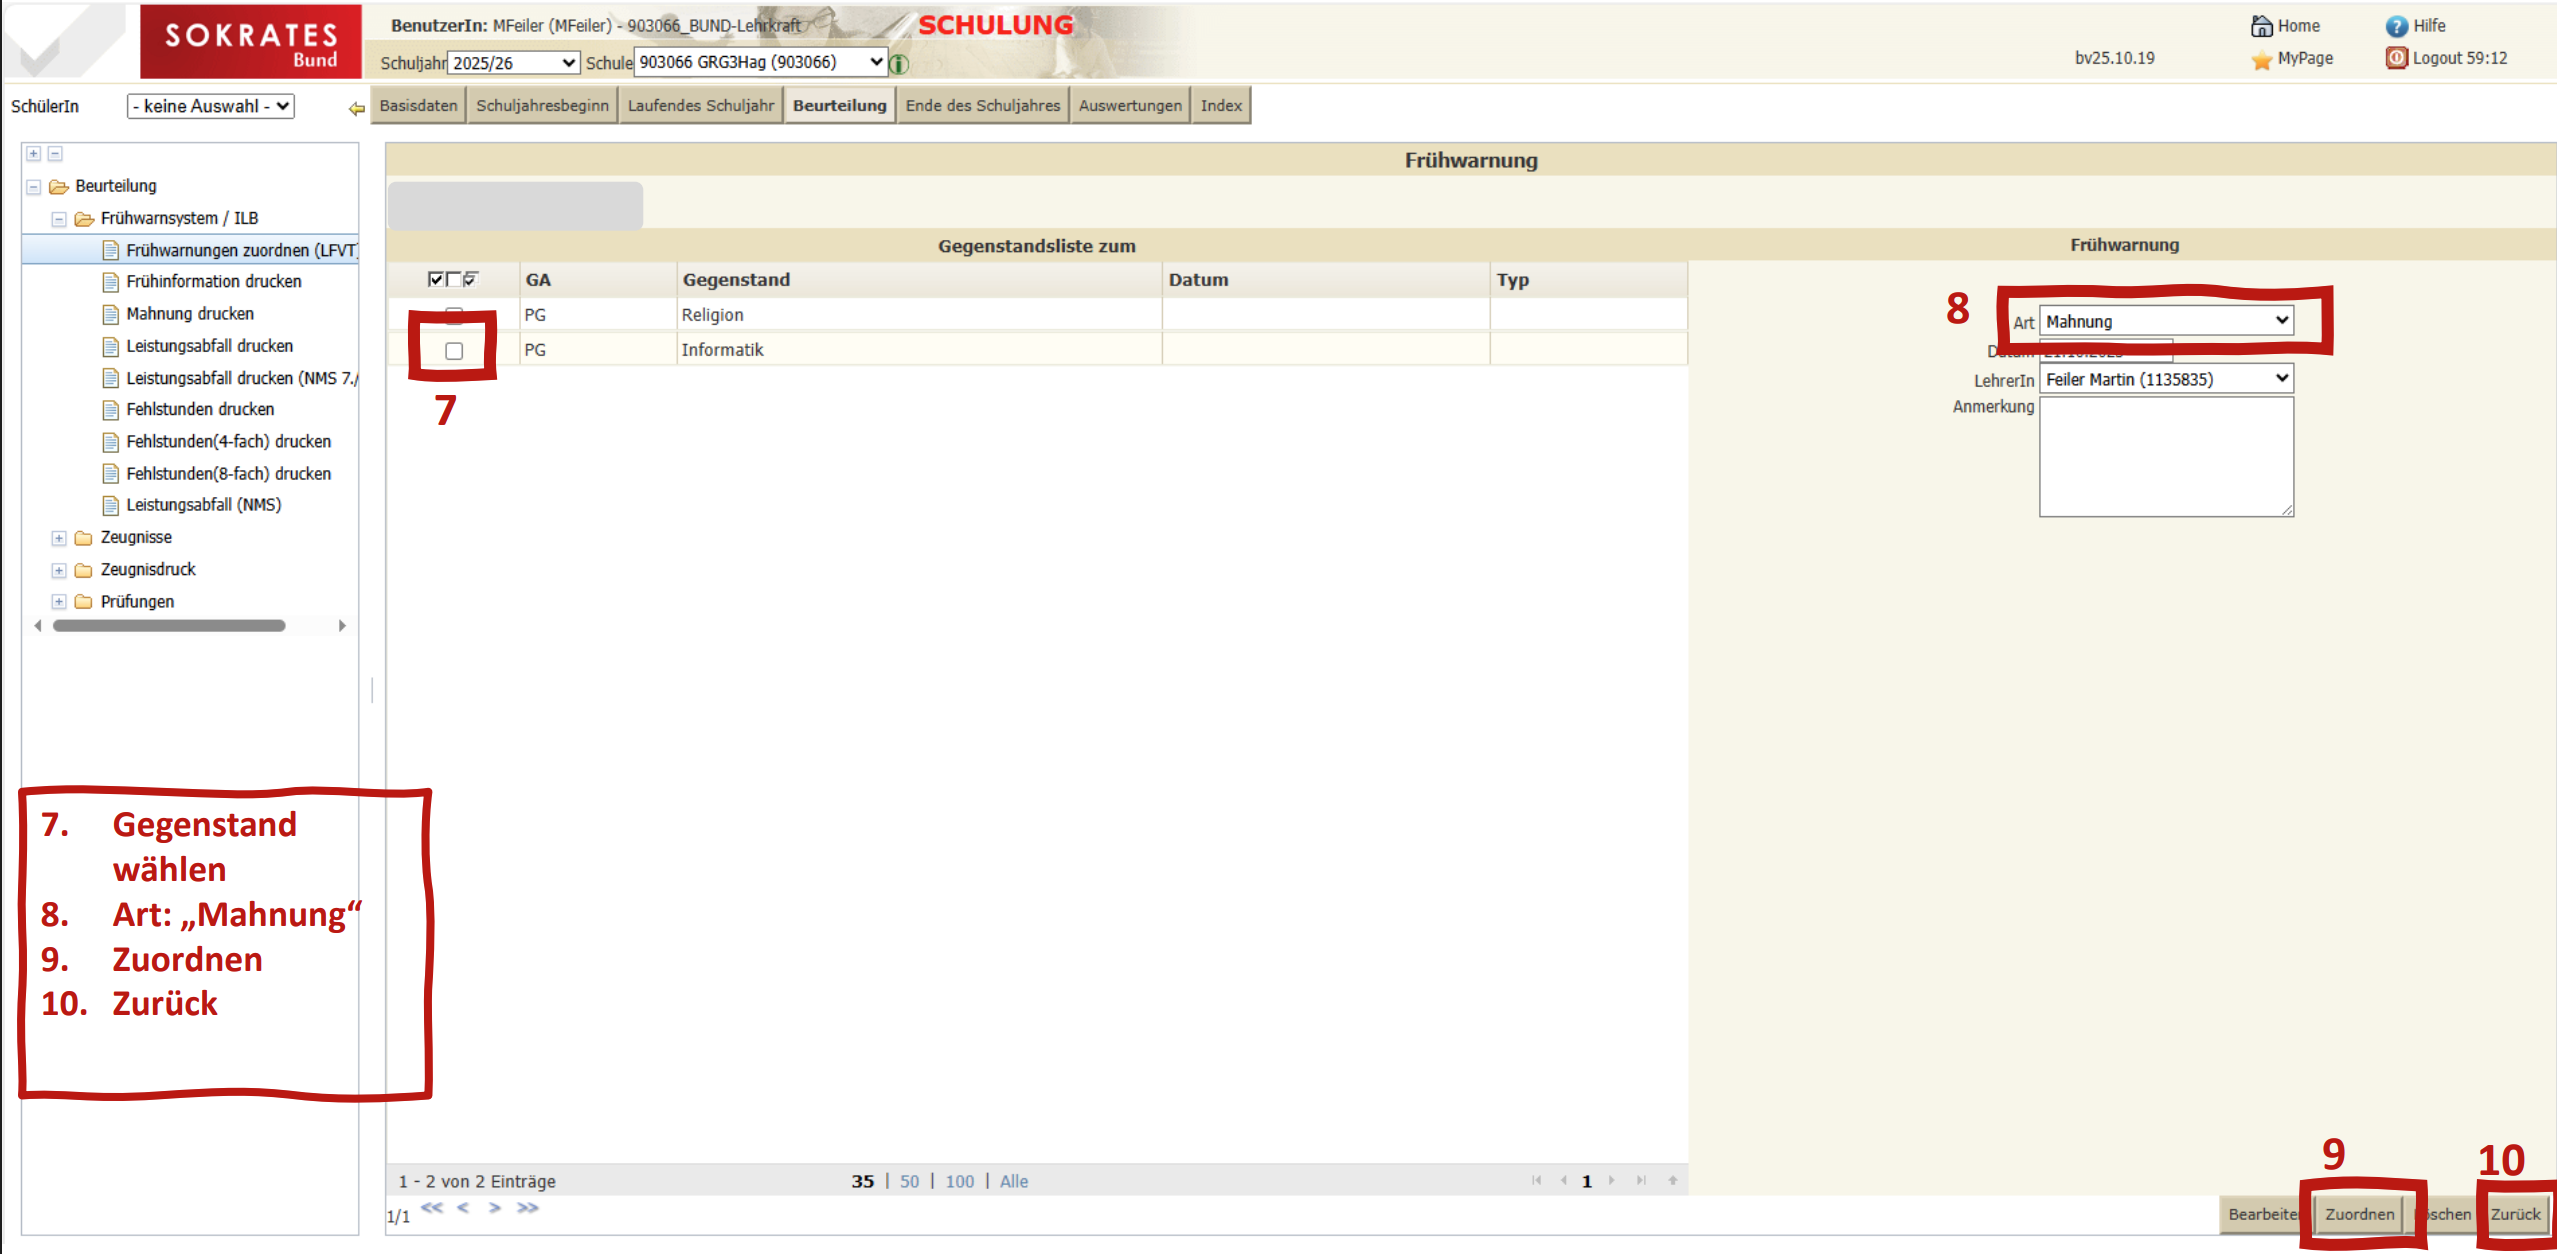 SOKRATES
Bund
BenutzerIn: MFeiler (MFeiler) - 903066_BUND-Lehrkraft
SCHULUNG
Schuljahr 2025/26 Schule 903066 GRG3Hag (903066)
bv25.10.19
Home
Hilfe
MyPage
Logout 59:12
SchülerIn - keine Auswahl -
Basisdaten Schuljahresbeginn Laufendes Schuljahr Beurteilung Ende des Schuljahres Auswertungen Index
Beurteilung
Frühwarnsystem / ILB
Frühwarnungen zuordnen (LFVT)
Frühinformation drucken
Mahnung drucken
Leistungsabfall drucken
Leistungsabfall drucken (NMS 7./
Fehlstunden drucken
Fehlstunden(4-fach) drucken
Fehlstunden(8-fach) drucken
Leistungsabfall (NMS)
Zeugnisse
Zeugnisdruck
Prüfungen
Frühwarnung
Gegenstandsliste zum
GA Gegenstand Datum Typ
PG Religion
PG Informatik
7
Frühwarnung
8
Art Mahnung
Datum
LehrerIn Feiler Martin (1135835)
Anmerkung
7. Gegenstand
wählen
8. Art: „Mahnung“
9. Zuordnen
10. Zurück
1 - 2 von 2 Einträge
35 | 50 | 100 | Alle
1
1/1 << < > >>
9
10
Bearbeiten Zuordnen Löschen Zurück